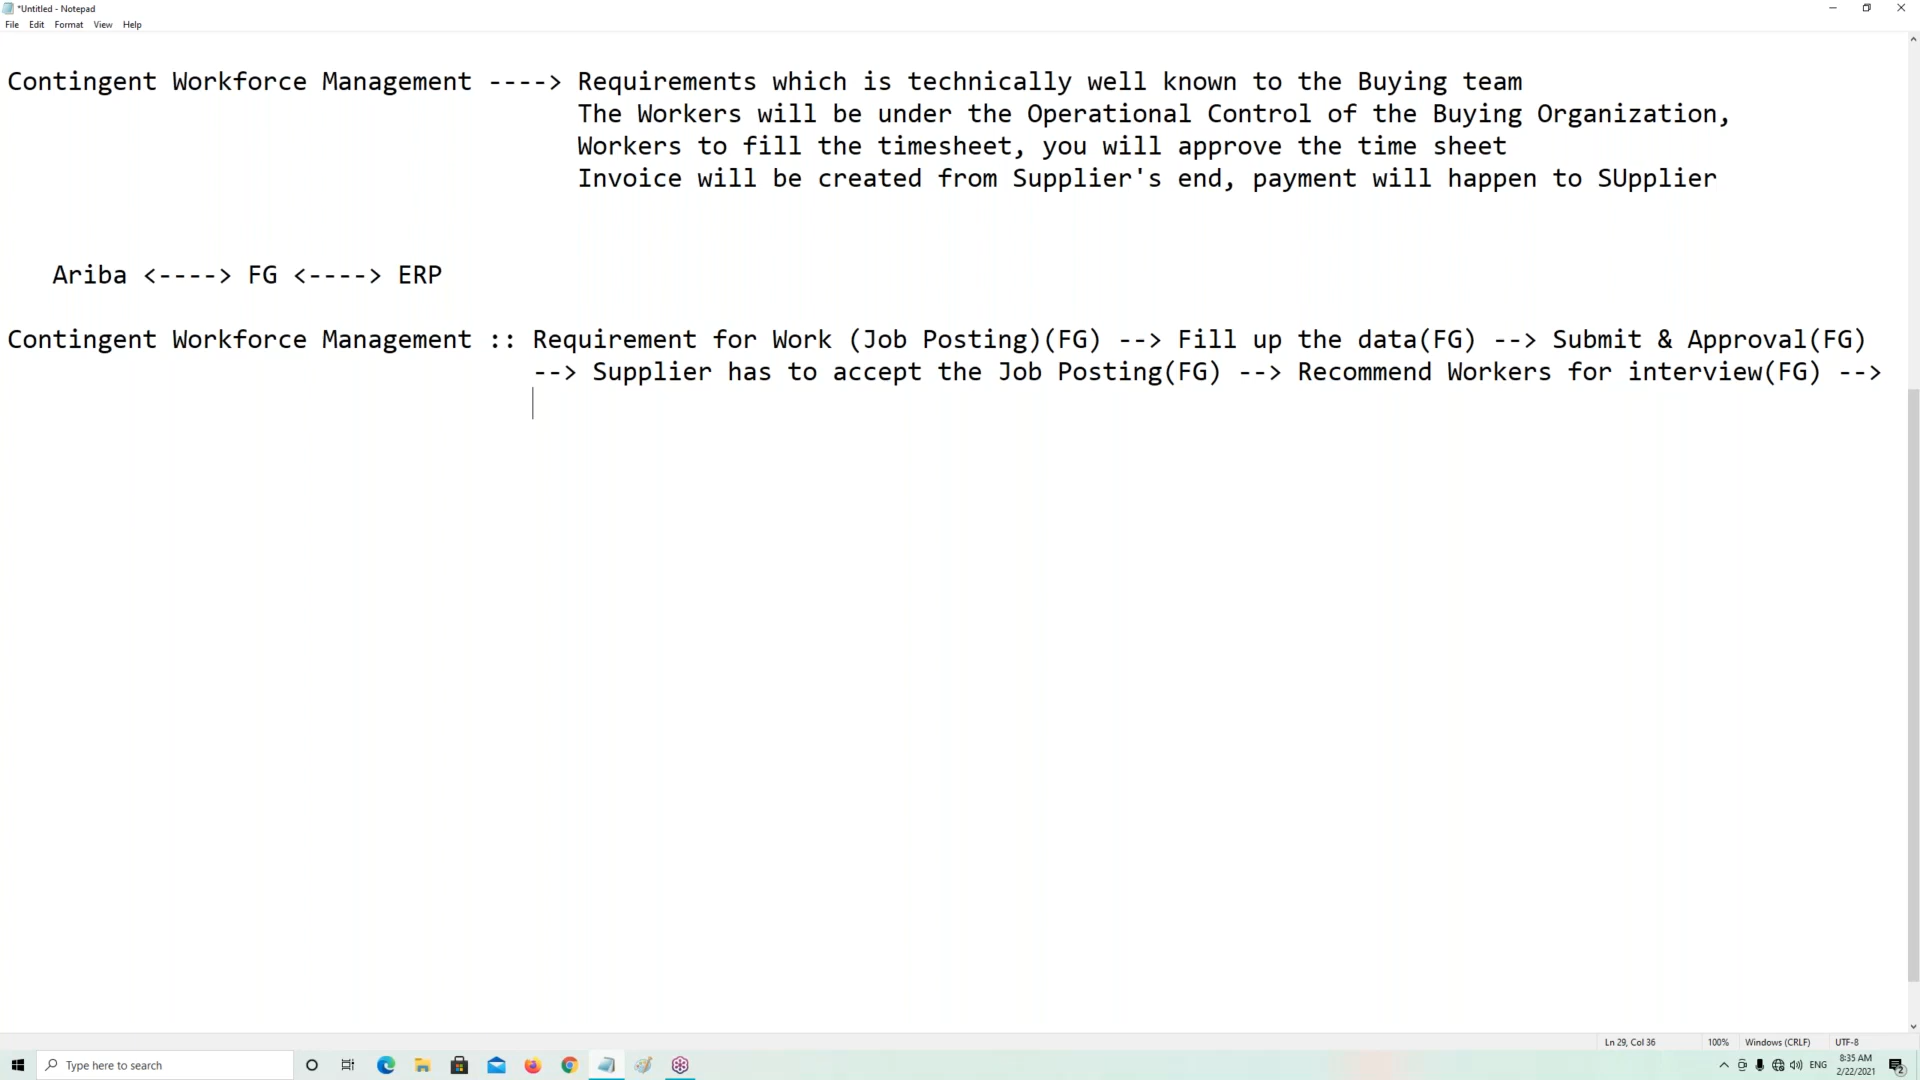 *Untitled - Notepad
File Edit Format View Help
Contingent Workforce Management ----> Requirements which is technically well known to the Buying team
The Workers will be under the Operational Control of the Buying Organization,
Workers to fill the timesheet, you will approve the time sheet
Invoice will be created from Supplier's end, payment will happen to SUpplier
Ariba <----> FG <----> ERP
Contingent Workforce Management :: Requirement for Work (Job Posting)(FG) --> Fill up the data(FG) --> Submit & Approval(FG)
--> Supplier has to accept the Job Posting(FG) --> Recommend Workers for interview(FG) -->
Ln 29, Col 36 100% Windows (CRLF) UTF-8
Type here to search
ENG
8:35 AM
2/22/2021
2